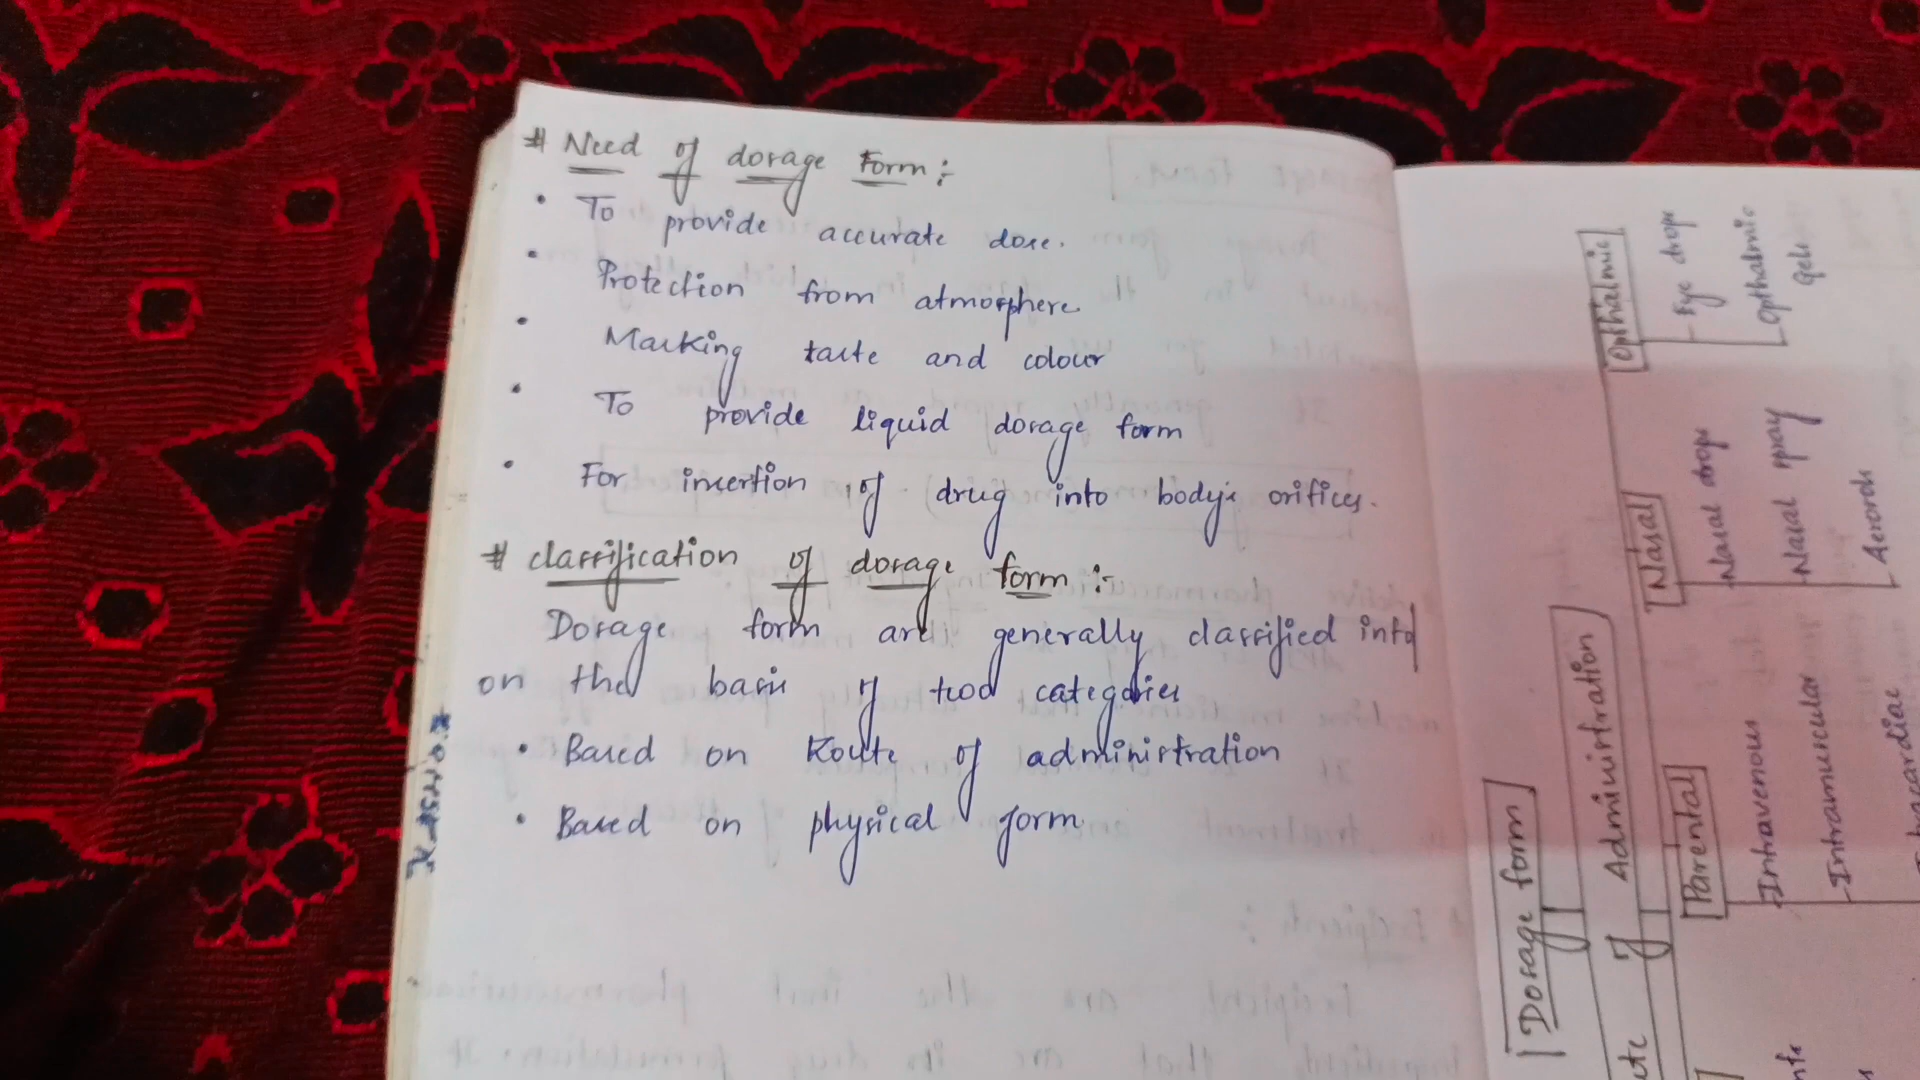 # Need of dosage form :-
• To provide accurate dose.
• Protection from atmosphere.
• Masking taste and colour
• To provide liquid dosage form
• For insertion of drug into body's orifices.
# classification of dosage form :-
Dosage form are generally classified into
on the basis of two categories
• Based on Route of administration
• Based on physical form
Dosage form
of Administration
Parental
Intravenous
Intramuscular
Nasal
Nasal drops
Nasal spray
Aerosols
Opthalmic
Eye drops
Opthalmic
gels